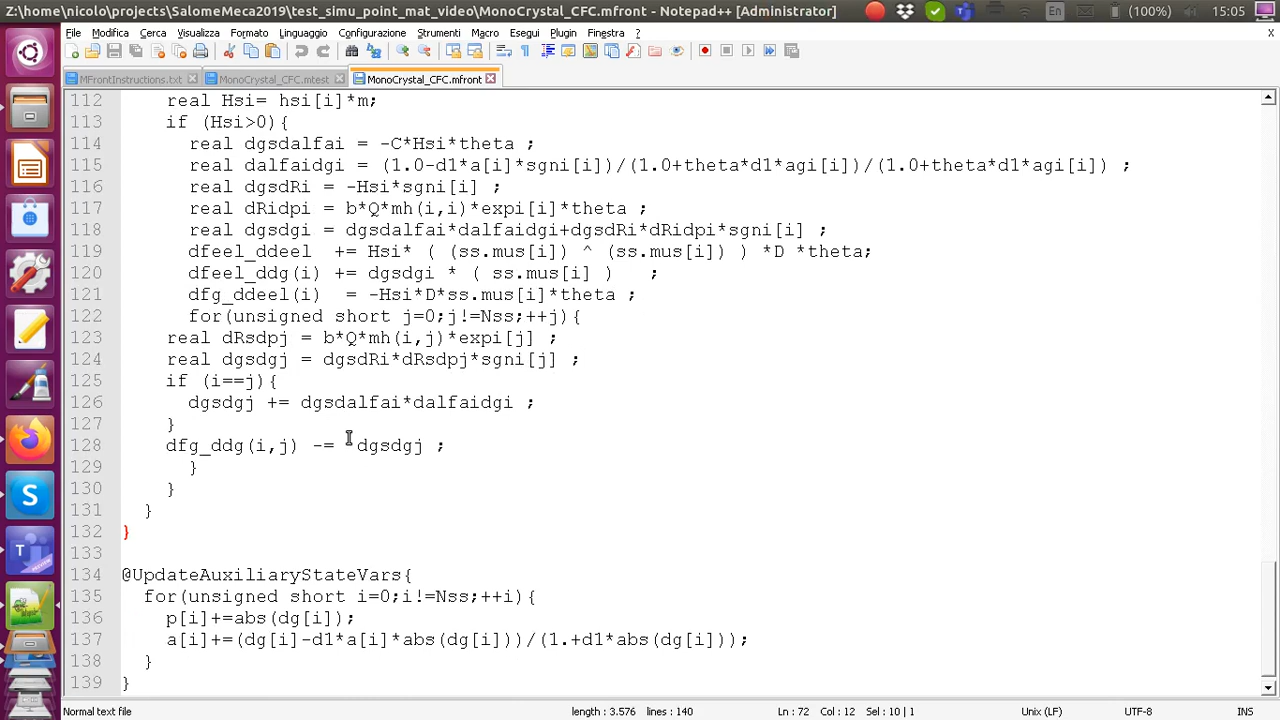 Z:\home\nicolo\projects\SalomeMeca2019\test_simu_point_mat_video\MonoCrystal_CFC.mfront - Notepad++ [Administrator]
En
(100%)
15:05
File Modifica Cerca Visualizza Formato Linguaggio Configurazione Strumenti Macro Esegui Plugin Finestra ? X
MFrontInstructions.txt MonoCrystal_CFC.mtest MonoCrystal_CFC.mfront
112 real Hsi= hsi[i]*m;
113 if (Hsi>0){
114 real dgsdalfai = -C*Hsi*theta ;
115 real dalfaidgi = (1.0-d1*a[i]*sgni[i])/(1.0+theta*d1*agi[i])/(1.0+theta*d1*agi[i]) ;
116 real dgsdRi = -Hsi*sgni[i] ;
117 real dRidpi = b*Q*mh(i,i)*expi[i]*theta ;
118 real dgsdgi = dgsdalfai*dalfaidgi+dgsdRi*dRidpi*sgni[i] ;
119 dfeel_ddeel += Hsi* ( (ss.mus[i]) ^ (ss.mus[i]) ) *D *theta;
120 dfeel_ddg(i) += dgsdgi * ( ss.mus[i] ) ;
121 dfg_ddeel(i) = -Hsi*D*ss.mus[i]*theta ;
122 for(unsigned short j=0;j!=Nss;++j){
123 real dRsdpj = b*Q*mh(i,j)*expi[j] ;
124 real dgsdgj = dgsdRi*dRsdpj*sgni[j] ;
125 if (i==j){
126 dgsdgj += dgsdalfai*dalfaidgi ;
127 }
128 dfg_ddg(i,j) -= dgsdgj ;
129 }
130 }
131 }
132 }
133
134 @UpdateAuxiliaryStateVars{
135 for(unsigned short i=0;i!=Nss;++i){
136 p[i]+=abs(dg[i]);
137 a[i]+=(dg[i]-d1*a[i]*abs(dg[i]))/(1.+d1*abs(dg[i]));
138 }
139 }
Normal text file length : 3.576 lines : 140 Ln : 72 Col : 12 Sel : 10 | 1 Unix (LF) UTF-8 INS